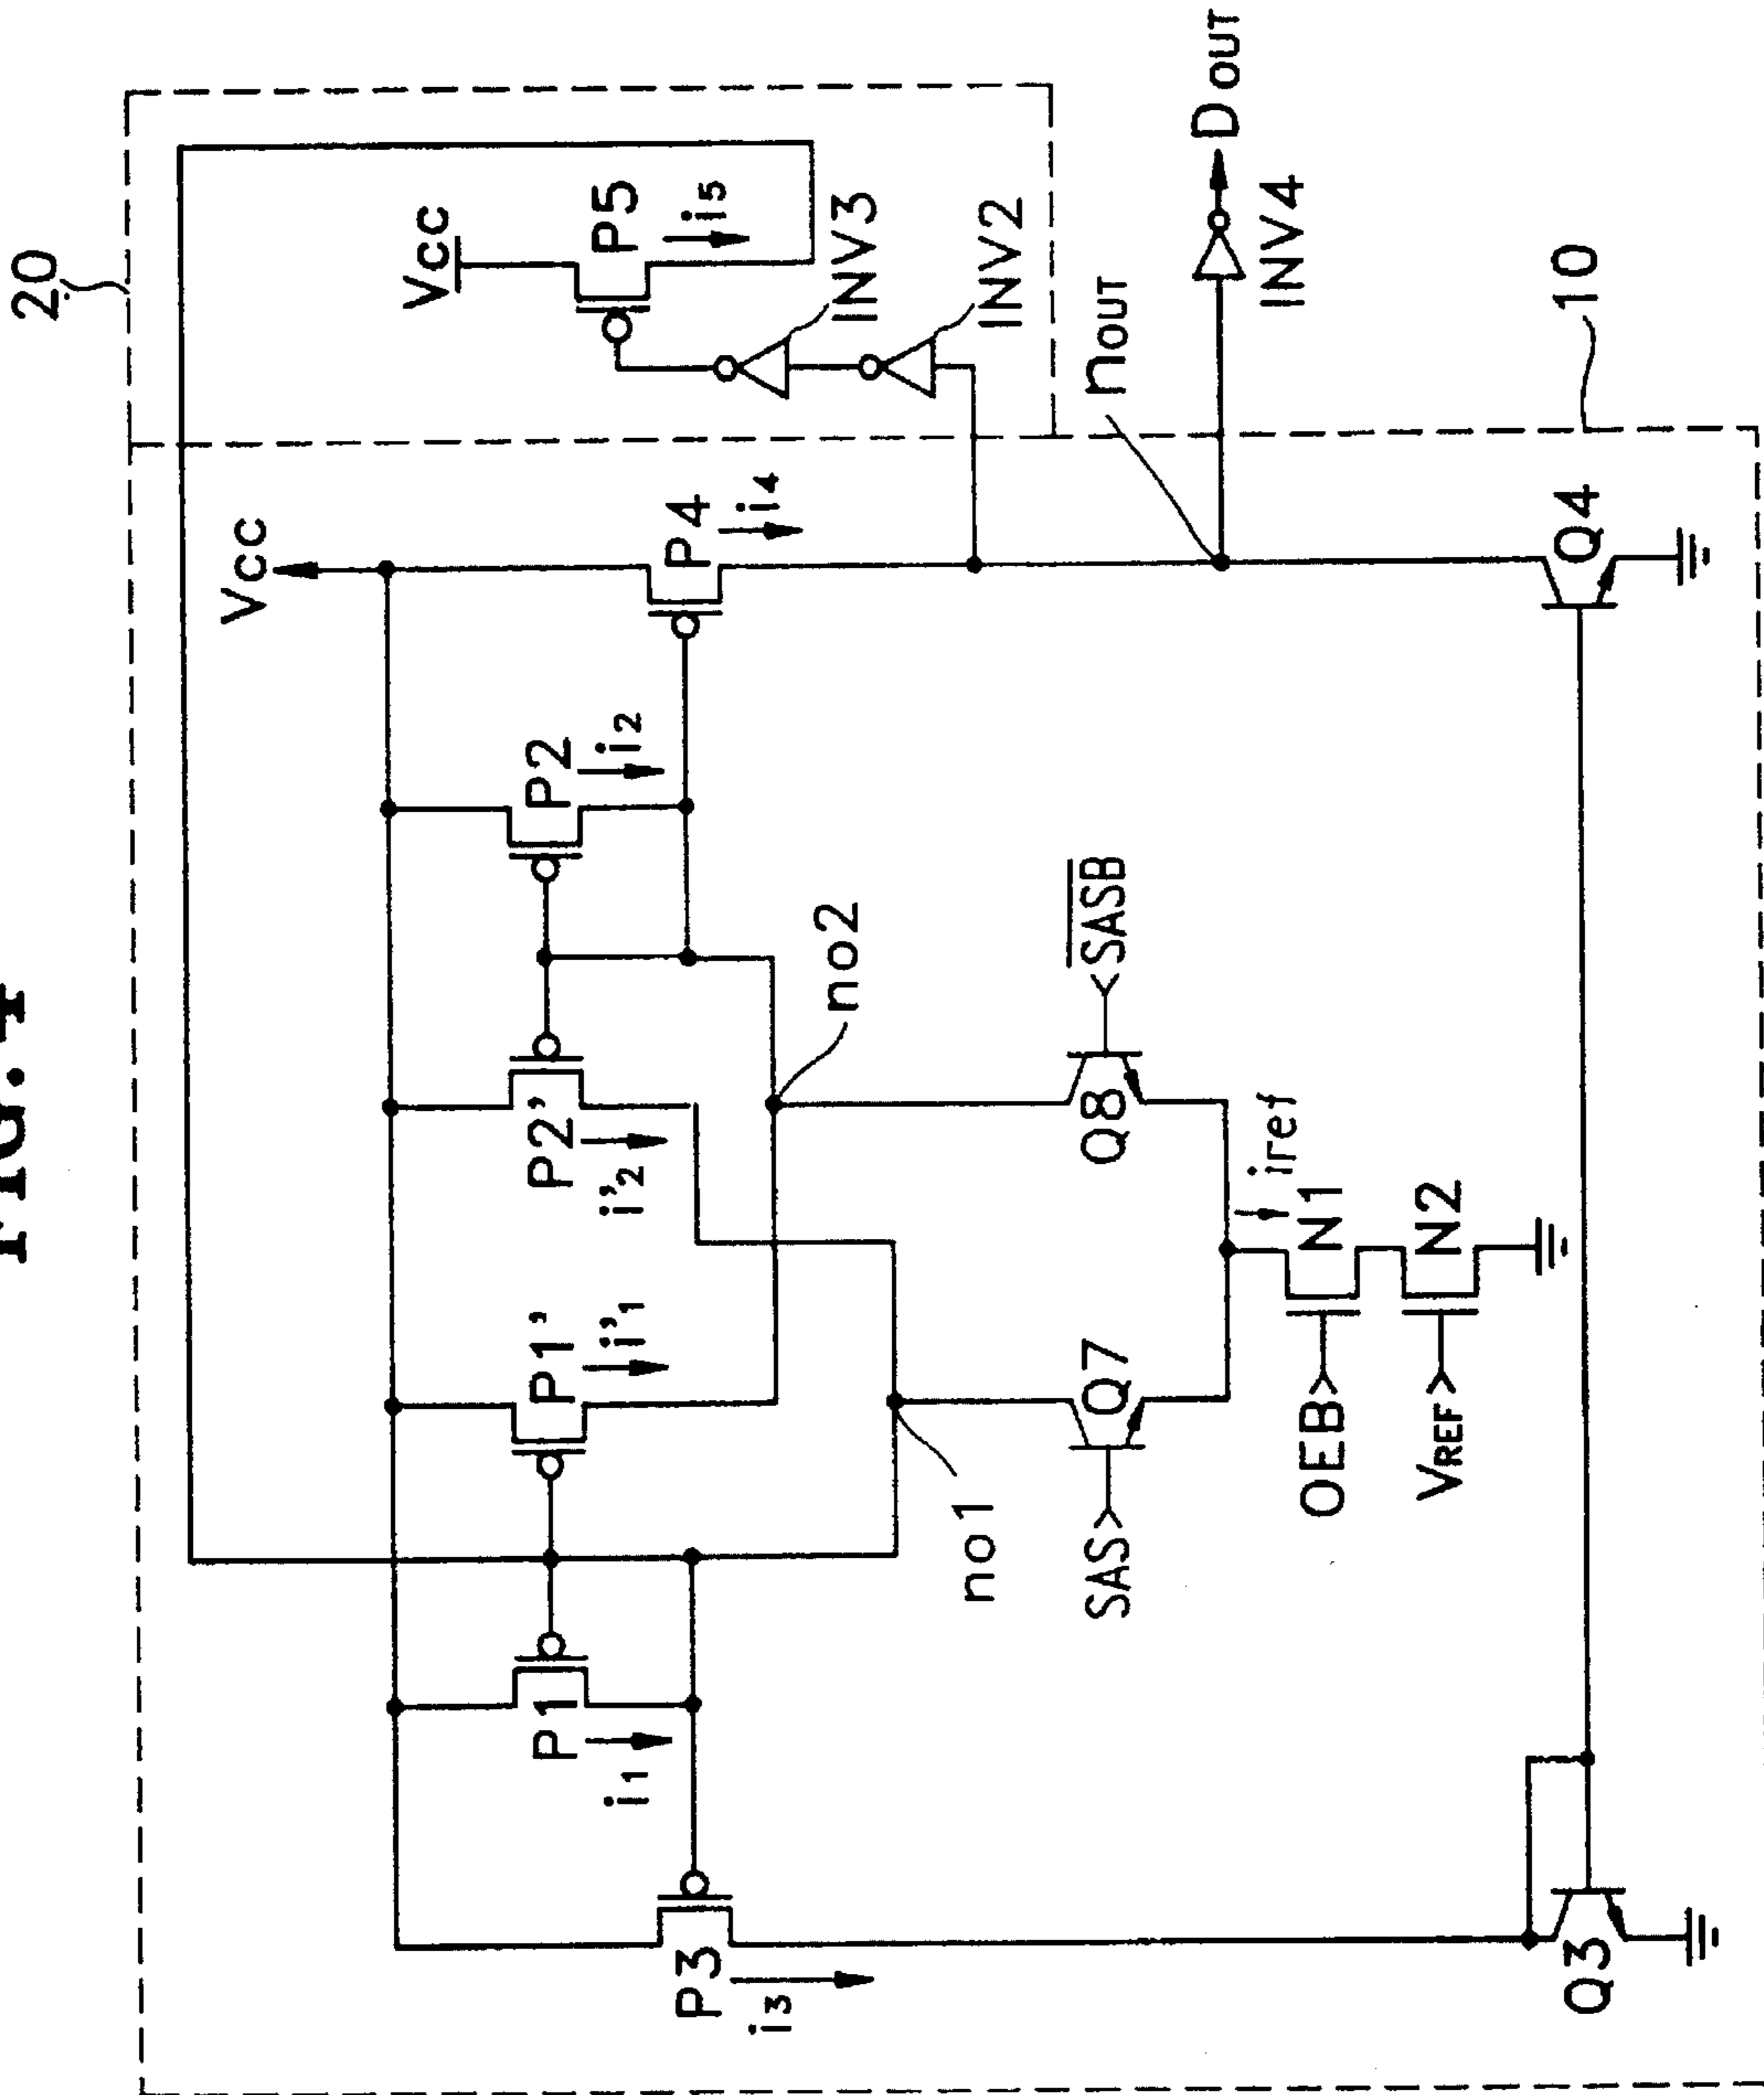 FIG. 4
20
Vcc
Vcc
P5
i5
INV3
INV2
P4
i4
nOUT
DOUT
INV4
10
P2
i2
P2'
i'2
P1'
i'1
P1
i1
P3
i3
no2
no1
SASB
SAS
Q8
Q7
iref
N1
N2
OEB
VREF
Q4
Q3